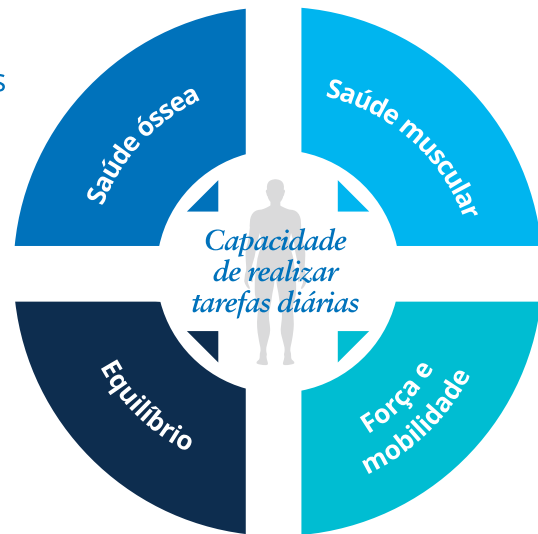 s
Saúde óssea
Saúde muscular
Capacidade
de realizar
tarefas diárias
Equilíbrio
Força e
mobilidade